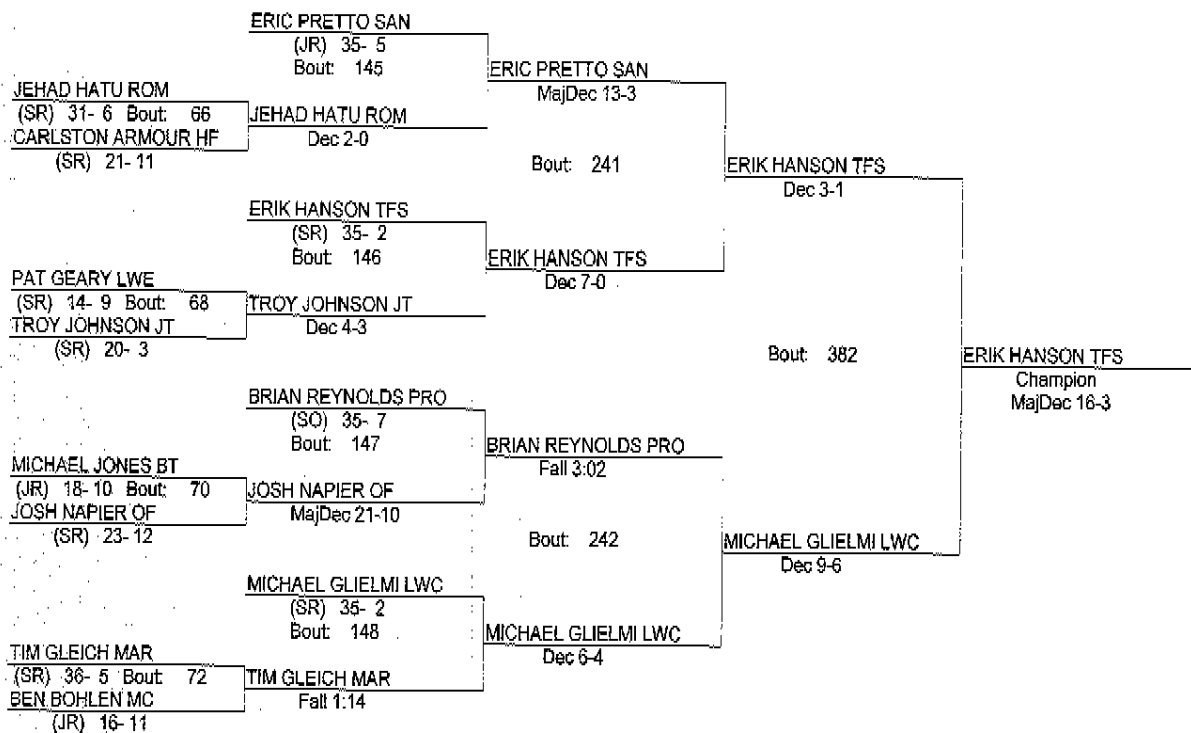 ERIC PRETTO SAN
(JR) 35- 5
Bout: 145
ERIC PRETTO SAN
MajDec 13-3
JEHAD HATU ROM
(SR) 31- 6 Bout: 66
JEHAD HATU ROM
CARLSTON ARMOUR HF
Dec 2-0
(SR) 21- 11
Bout: 241
ERIK HANSON TFS
Dec 3-1
ERIK HANSON TFS
(SR) 35- 2
Bout: 146
ERIK HANSON TFS
Dec 7-0
PAT GEARY LWE
(SR) 14- 9 Bout: 68
TROY JOHNSON JT
TROY JOHNSON JT
Dec 4-3
(SR) 20- 3
Bout: 382
ERIK HANSON TFS
Champion
MajDec 16-3
BRIAN REYNOLDS PRO
(SO) 35- 7
Bout: 147
BRIAN REYNOLDS PRO
Fall 3:02
MICHAEL JONES BT
(JR) 18- 10 Bout: 70
JOSH NAPIER OF
JOSH NAPIER OF
MajDec 21-10
(SR) 23- 12
Bout: 242
MICHAEL GLIELMI LWC
Dec 9-6
MICHAEL GLIELMI LWC
(SR) 35- 2
Bout: 148
MICHAEL GLIELMI LWC
Dec 6-4
TIM GLEICH MAR
(SR) 36- 5 Bout: 72
TIM GLEICH MAR
BEN BOHLEN MC
Fall 1:14
(JR) 16- 11